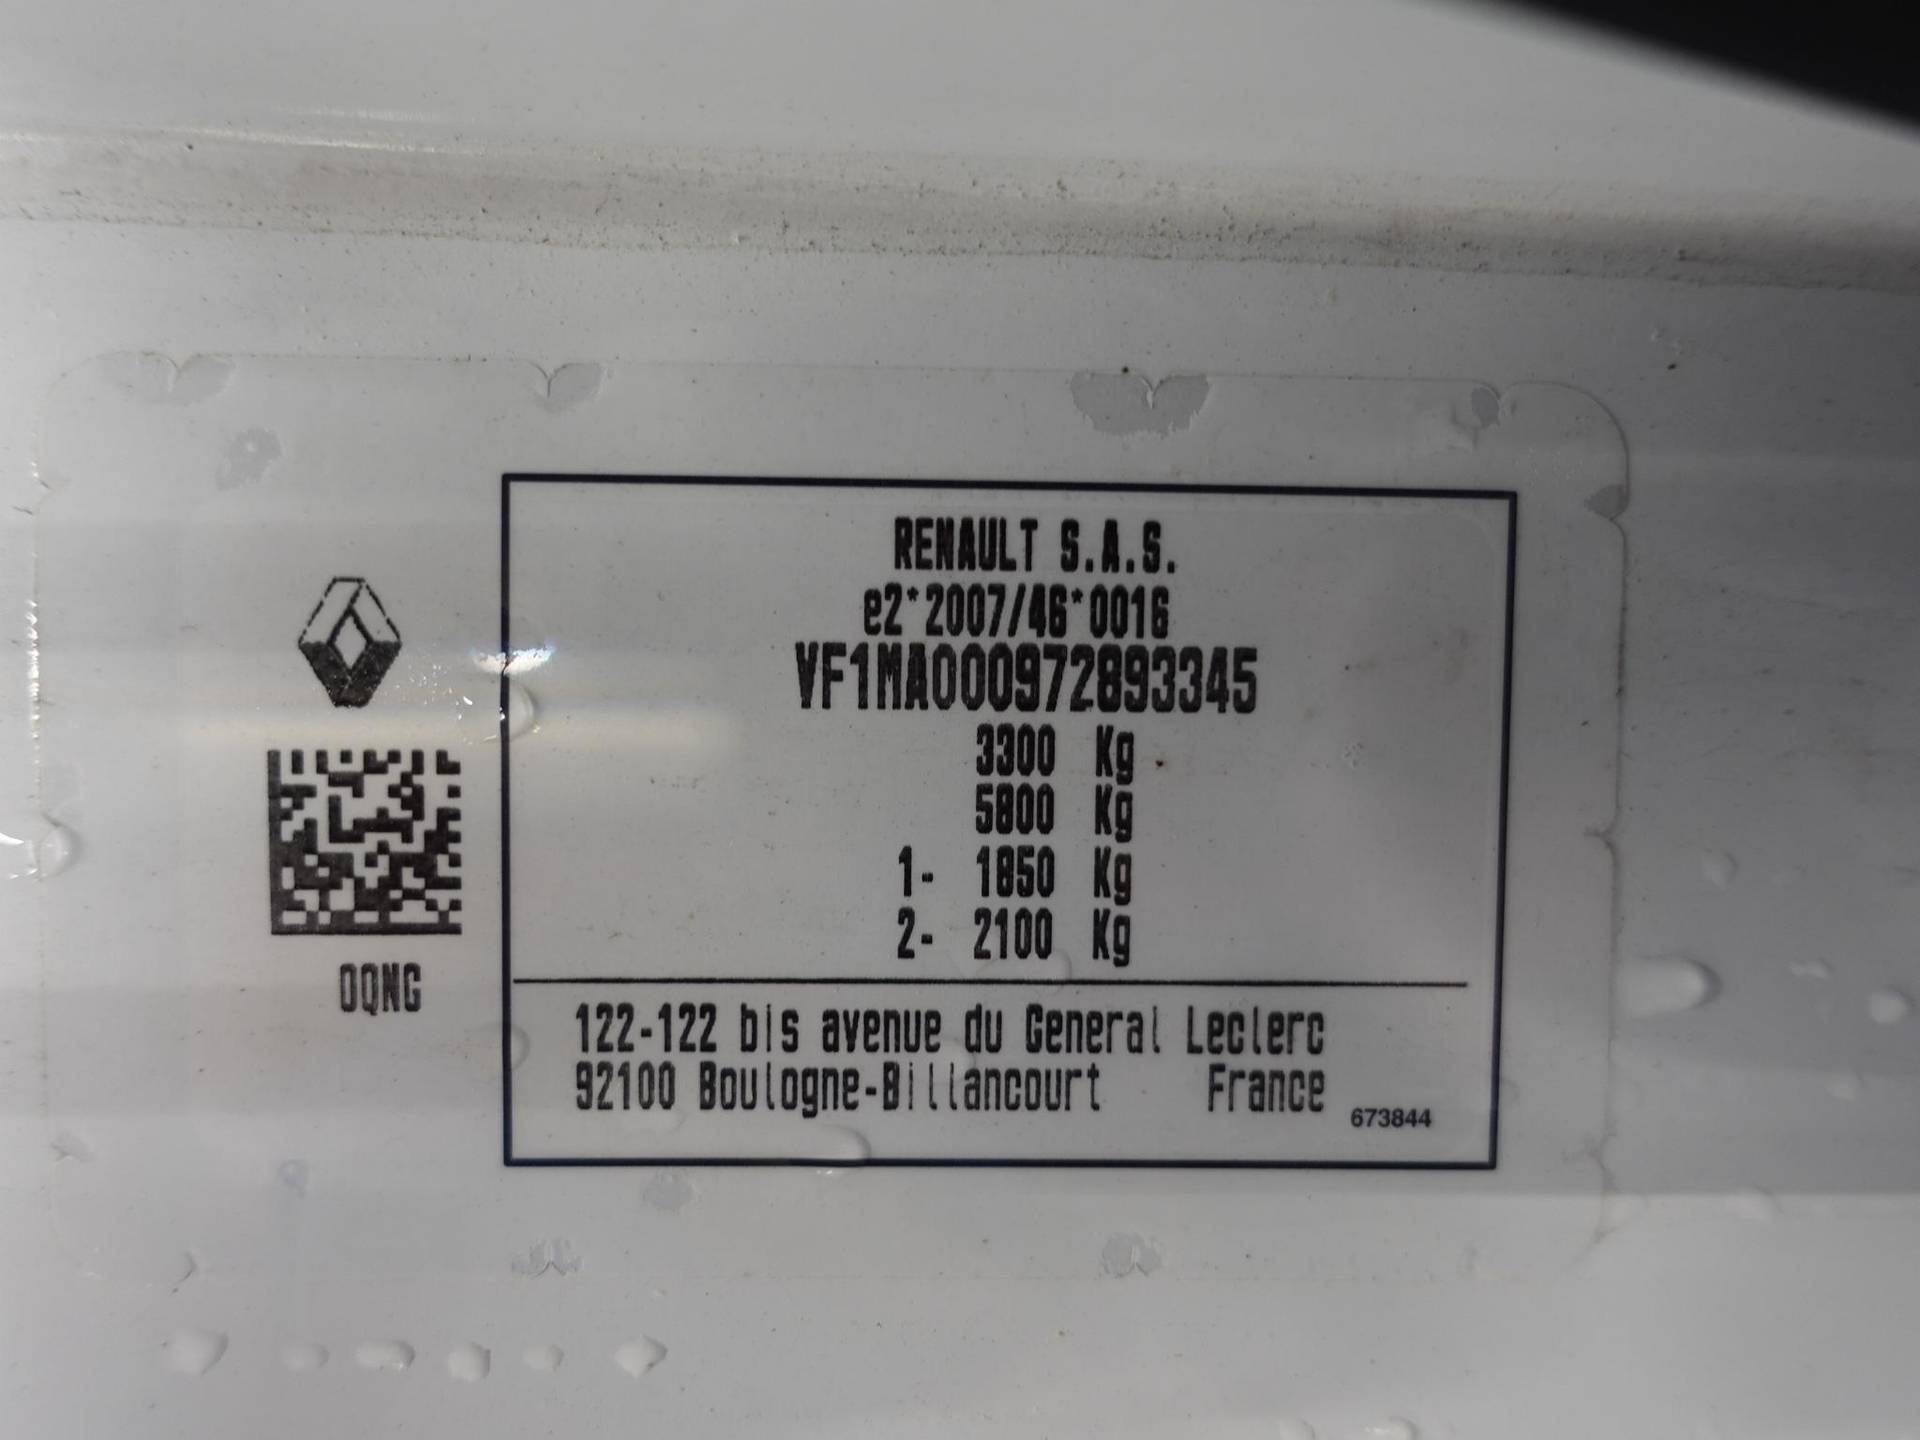 RENAULT S.A.S.
e2*2007/46*0016
VF1MA000972893345
3300 Kg
5800 Kg
1- 1850 Kg
2- 2100 Kg
0QNG
122-122 bis avenue du General Leclerc
92100 Boulogne-Billancourt France
673844